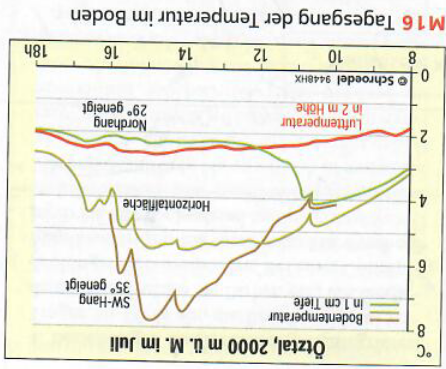 M16 Tagesgang der Temperatur im Boden
Ötztal, 2000 m ü. M. im Juli
°C
8
6
4
2
0
Bodentemperatur
in 1 cm Tiefe
SW-Hang
35° geneigt
Horizontalfläche
Lufttemperatur
in 2 m Höhe
Nordhang
29° geneigt
© Schroedel 9448HX
8 10 12 14 16 18h